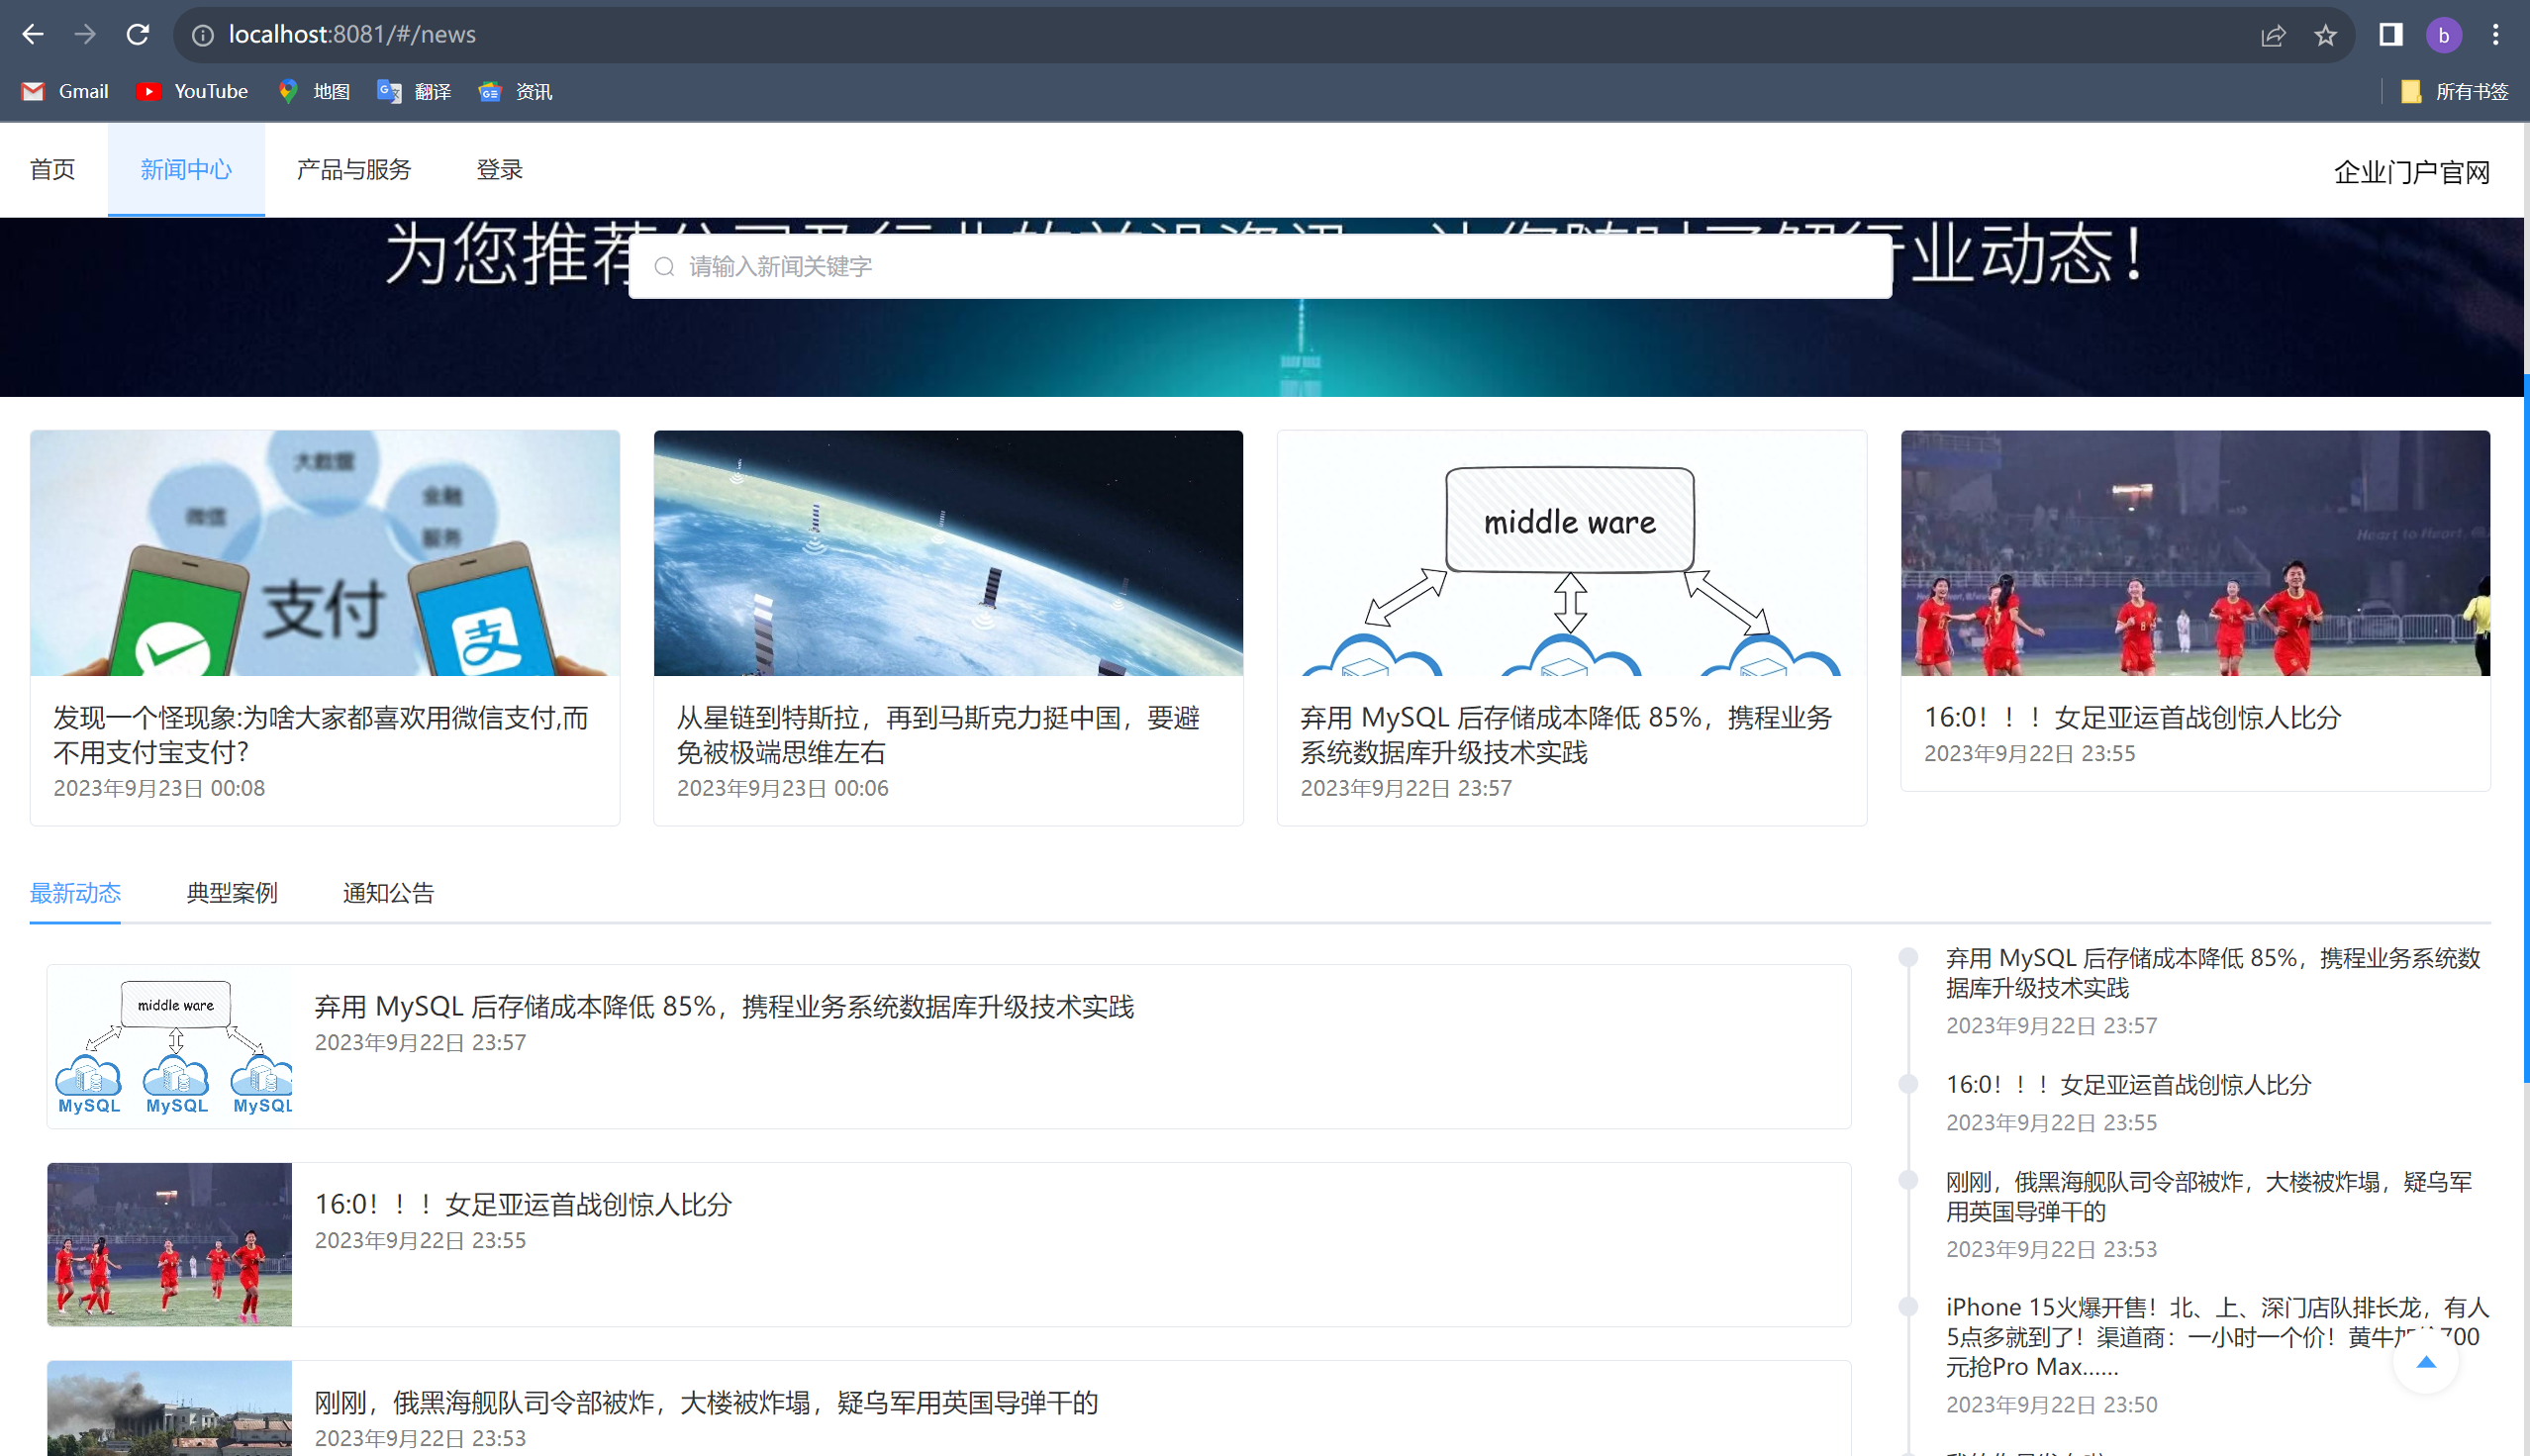 localhost:8081/#/news
b
Gmail
YouTube
地图
翻译
资讯
所有书签
首页
新闻中心
产品与服务
登录
企业门户官网
为您推荐
行业动态！
请输入新闻关键字
大数据
微信
金融
服务
支付
支
middle ware
Heart to Heart,
发现一个怪现象:为啥大家都喜欢用微信支付,而
不用支付宝支付?
2023年9月23日 00:08
从星链到特斯拉，再到马斯克力挺中国，要避
免被极端思维左右
2023年9月23日 00:06
弃用 MySQL 后存储成本降低 85%，携程业务
系统数据库升级技术实践
2023年9月22日 23:57
16:0！！！女足亚运首战创惊人比分
2023年9月22日 23:55
最新动态
典型案例
通知公告
middle ware
MySQL
MySQL
MySQL
弃用 MySQL 后存储成本降低 85%，携程业务系统数据库升级技术实践
2023年9月22日 23:57
16:0！！！女足亚运首战创惊人比分
2023年9月22日 23:55
刚刚，俄黑海舰队司令部被炸，大楼被炸塌，疑乌军用英国导弹干的
2023年9月22日 23:53
弃用 MySQL 后存储成本降低 85%，携程业务系统数
据库升级技术实践
2023年9月22日 23:57
16:0！！！女足亚运首战创惊人比分
2023年9月22日 23:55
刚刚，俄黑海舰队司令部被炸，大楼被炸塌，疑乌军
用英国导弹干的
2023年9月22日 23:53
iPhone 15火爆开售！北、上、深门店队排长龙，有人
5点多就到了！渠道商：一小时一个价！黄牛加价700
元抢Pro Max……
2023年9月22日 23:50